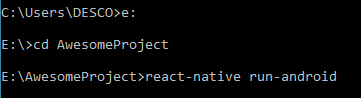 C:\Users\DESCO>e:
E:\>cd AwesomeProject
E:\AwesomeProject>react-native run-android